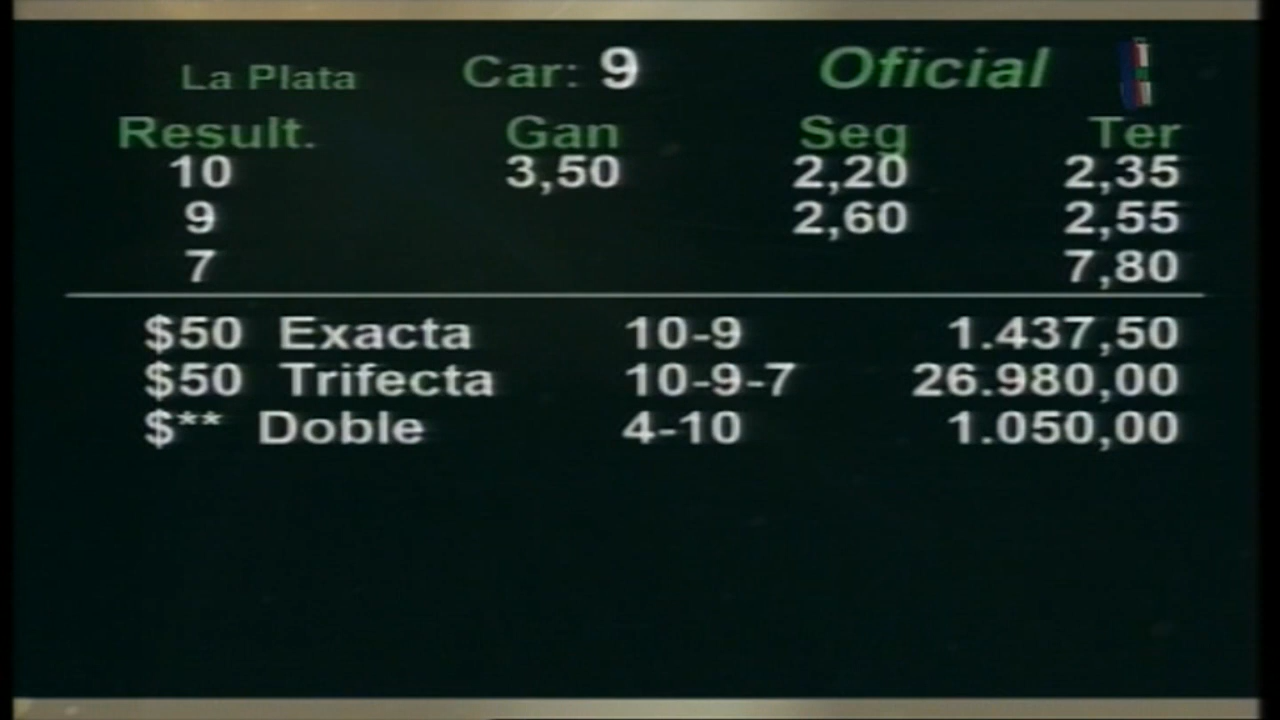 La Plata Car: 9 Oficial
Result. Gan Seg Ter
10 3,50 2,20 2,35
9 2,60 2,55
7 7,80
$50 Exacta 10-9 1.437,50
$50 Trifecta 10-9-7 26.980,00
$** Doble 4-10 1.050,00